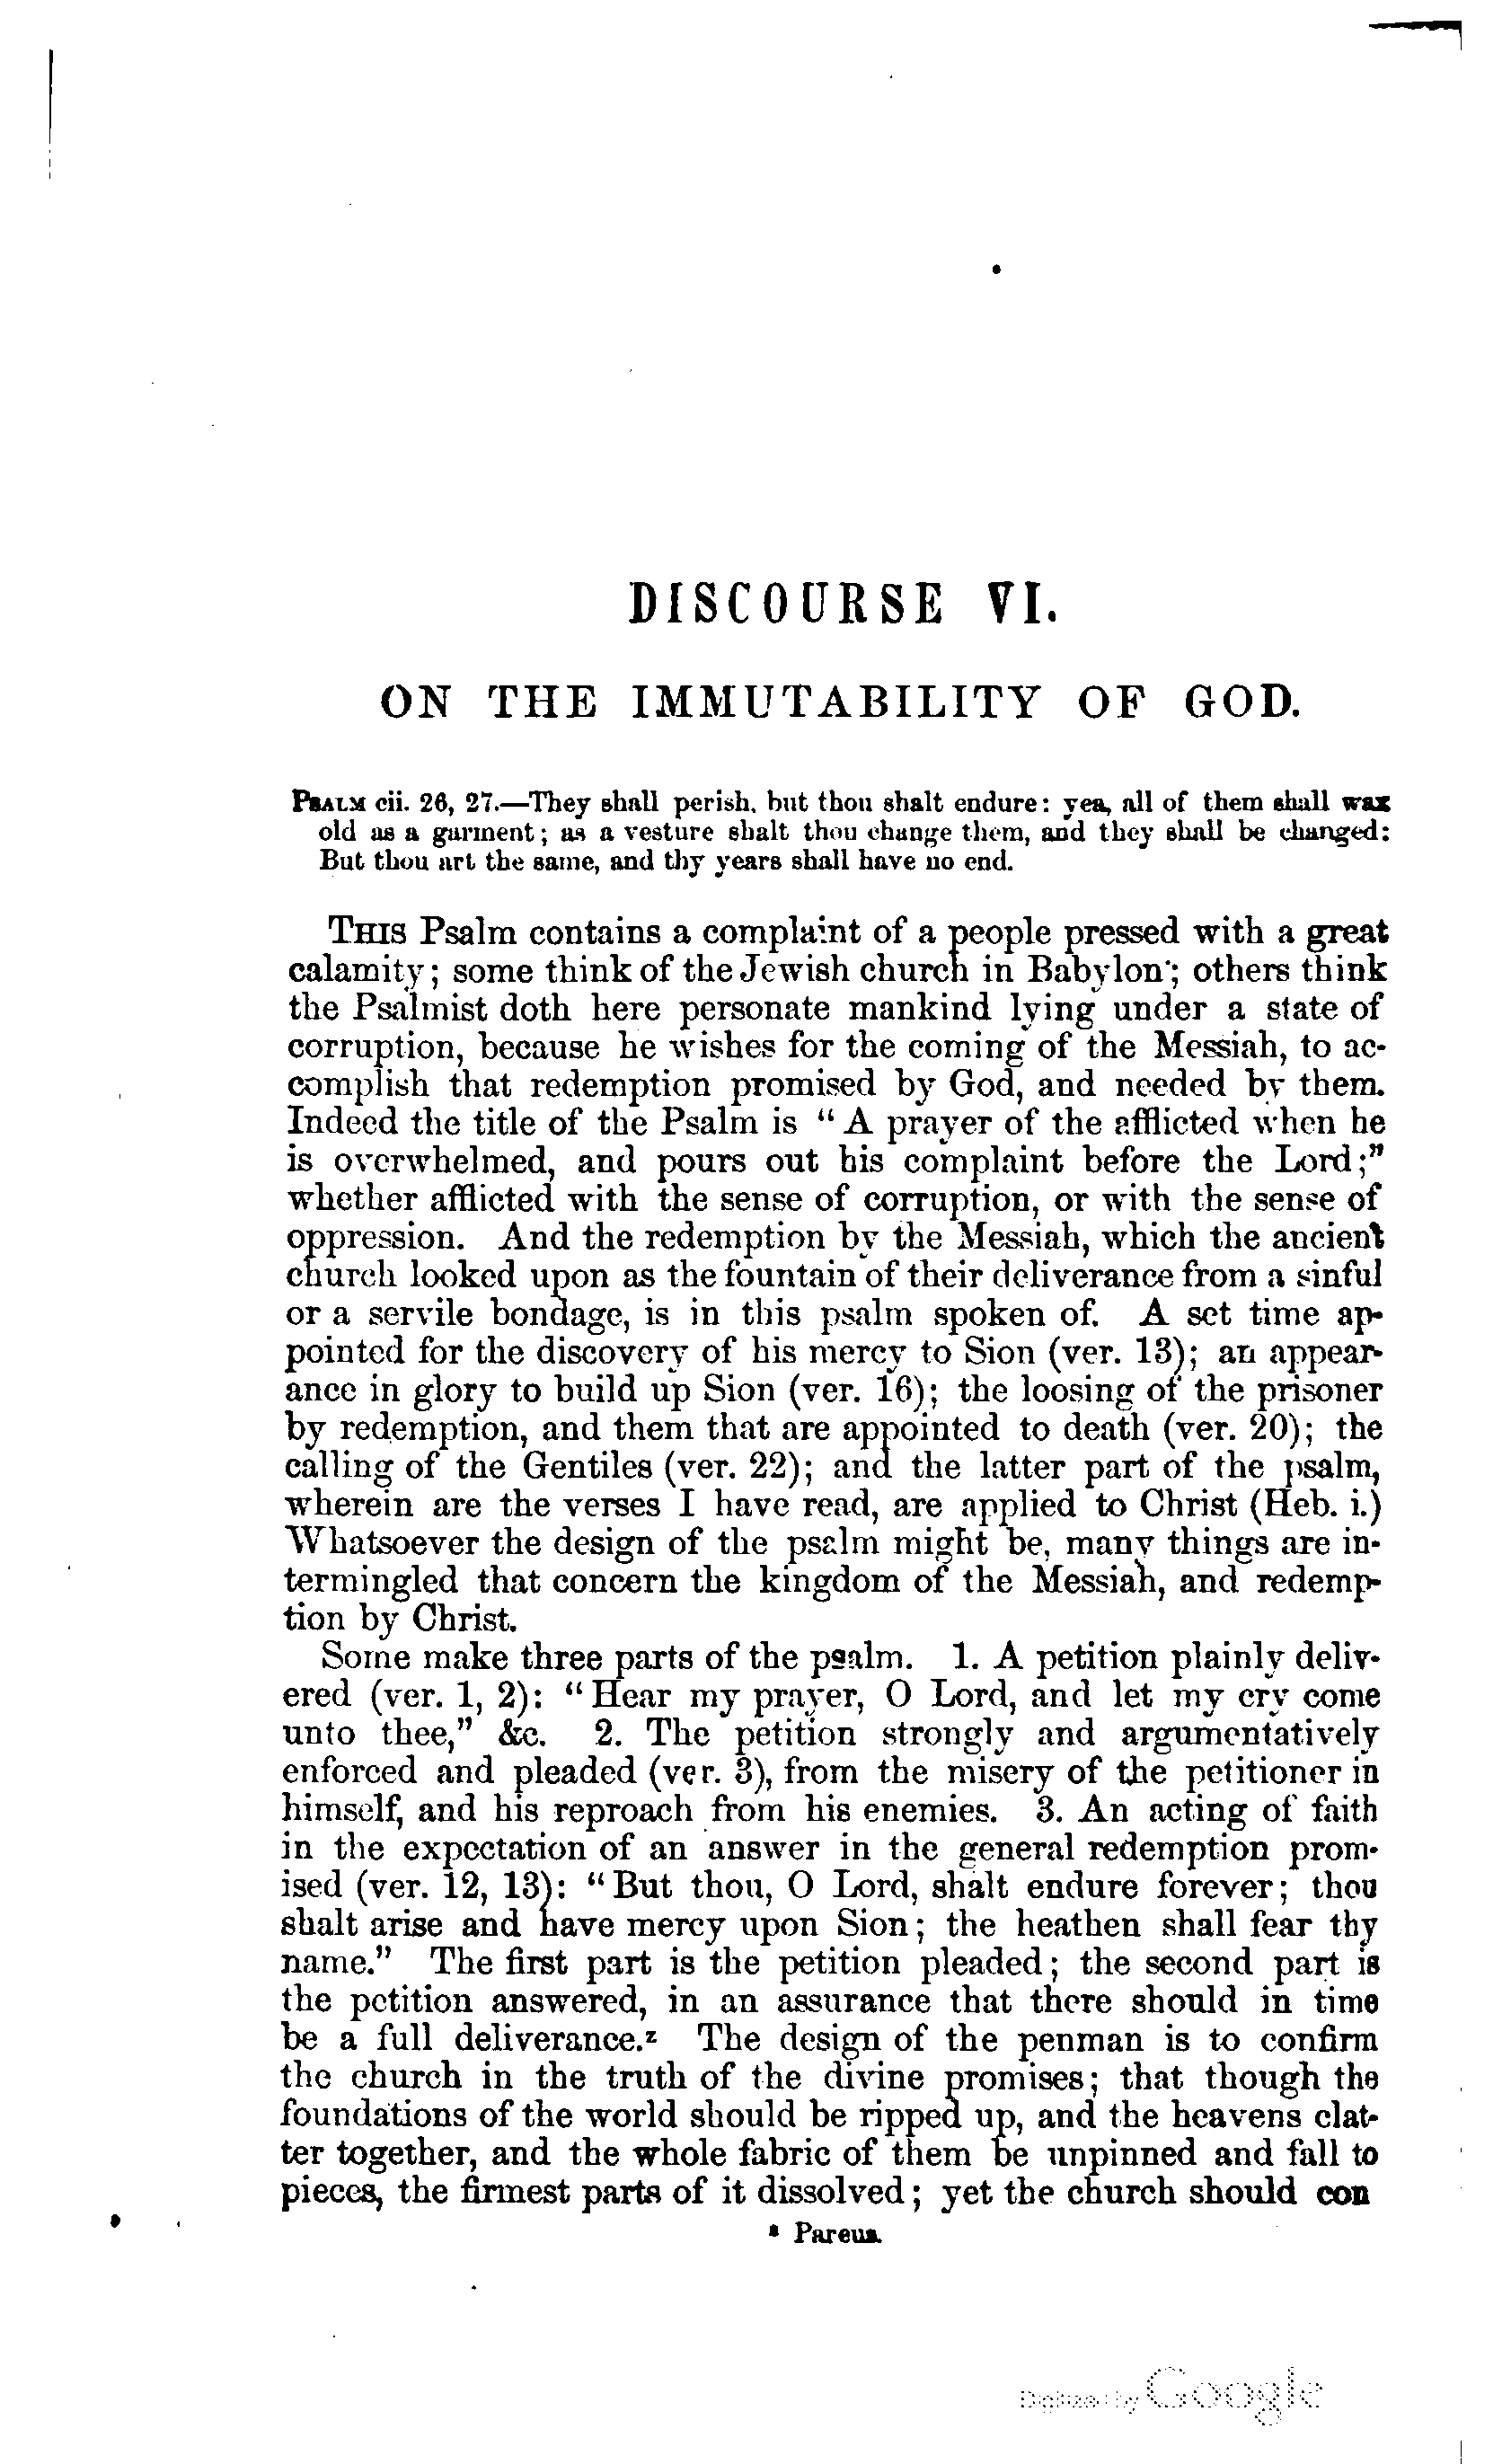 DISCOURSE VI.
ON THE IMMUTABILITY OF GOD.
PSALM cii. 26, 27.—They shall perish, but thou shalt endure: yea, all of them shall wax
old as a garment; as a vesture shalt thou change them, and they shall be changed:
But thou art the same, and thy years shall have no end.
THIS Psalm contains a complaint of a people pressed with a great
calamity; some think of the Jewish church in Babylon; others think
the Psalmist doth here personate mankind lying under a state of
corruption, because he wishes for the coming of the Messiah, to ac-
complish that redemption promised by God, and needed by them.
Indeed the title of the Psalm is "A prayer of the afflicted when he
is overwhelmed, and pours out his complaint before the Lord;"
whether afflicted with the sense of corruption, or with the sense of
oppression. And the redemption by the Messiah, which the ancient
church looked upon as the fountain of their deliverance from a sinful
or a servile bondage, is in this psalm spoken of. A set time ap-
pointed for the discovery of his mercy to Sion (ver. 13); an appear-
ance in glory to build up Sion (ver. 16); the loosing of the prisoner
by redemption, and them that are appointed to death (ver. 20); the
calling of the Gentiles (ver. 22); and the latter part of the psalm,
wherein are the verses I have read, are applied to Christ (Heb. i.)
Whatsoever the design of the psalm might be, many things are in-
termingled that concern the kingdom of the Messiah, and redemp-
tion by Christ.
Some make three parts of the psalm. 1. A petition plainly deliv-
ered (ver. 1, 2): "Hear my prayer, O Lord, and let my cry come
unto thee," &c. 2. The petition strongly and argumentatively
enforced and pleaded (ver. 3), from the misery of the petitioner in
himself, and his reproach from his enemies. 3. An acting of faith
in the expectation of an answer in the general redemption prom-
ised (ver. 12, 13): "But thou, O Lord, shalt endure forever; thou
shalt arise and have mercy upon Sion; the heathen shall fear thy
name." The first part is the petition pleaded; the second part is
the petition answered, in an assurance that there should in time
be a full deliverance.ᶻ The design of the penman is to confirm
the church in the truth of the divine promises; that though the
foundations of the world should be ripped up, and the heavens clat-
ter together, and the whole fabric of them be unpinned and fall to
pieces, the firmest parts of it dissolved; yet the church should con
ᶻ Pareus.
Digitized by Google